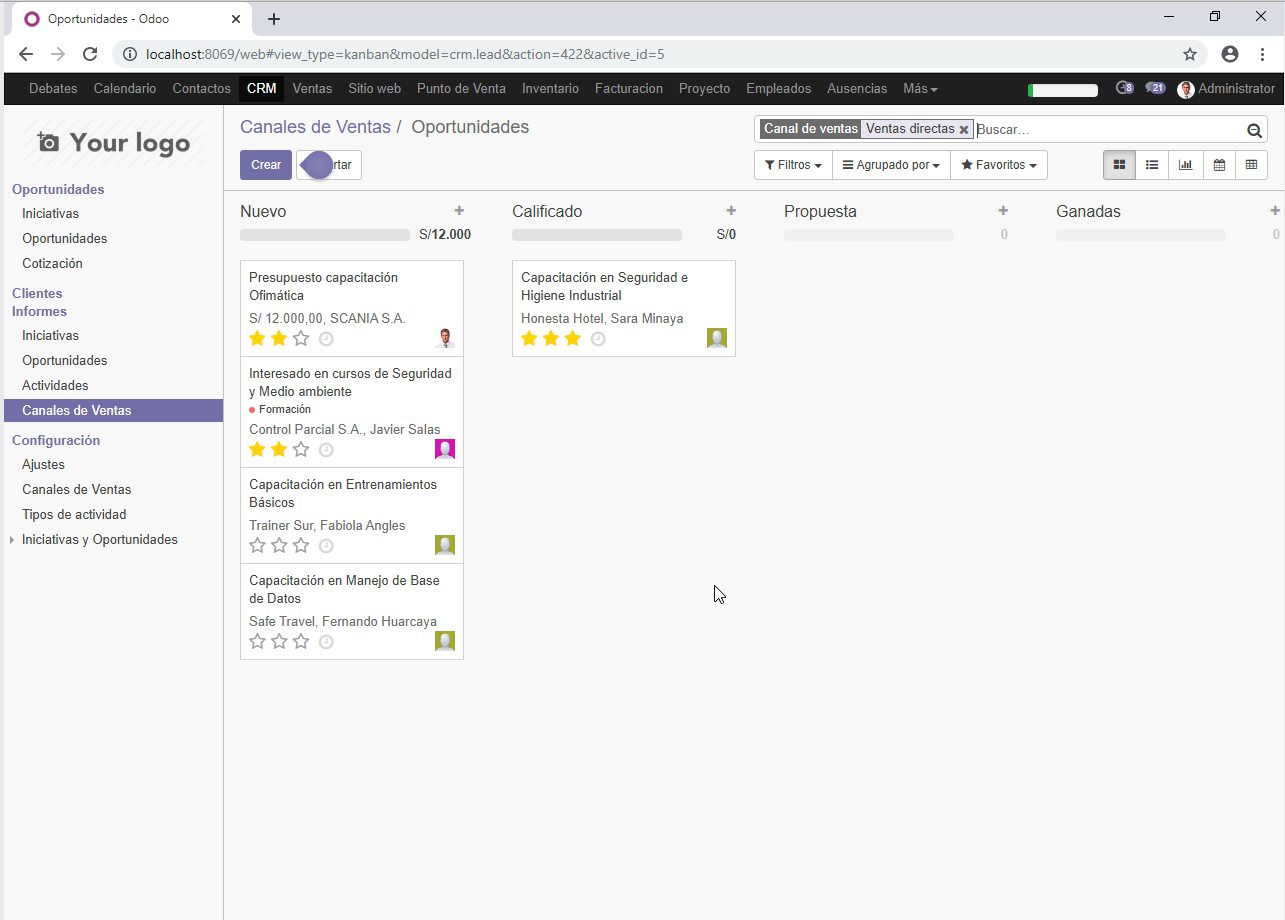 Oportunidades - Odoo
localhost:8069/web#view_type=kanban&model=crm.lead&action=422&active_id=5
Debates Calendario Contactos CRM Ventas Sitio web Punto de Venta Inventario Facturacion Proyecto Empleados Ausencias Más 8 21 Administrator
Your logo
Oportunidades
Iniciativas
Oportunidades
Cotización
Clientes
Informes
Iniciativas
Oportunidades
Actividades
Canales de Ventas
Configuración
Ajustes
Canales de Ventas
Tipos de actividad
Iniciativas y Oportunidades
Canales de Ventas / Oportunidades
Canal de ventas Ventas directas Buscar...
Crear
Filtros Agrupado por Favoritos
Nuevo
S/12.000
Presupuesto capacitación
Ofimática
S/ 12.000,00, SCANIA S.A.
Interesado en cursos de Seguridad
y Medio ambiente
Formación
Control Parcial S.A., Javier Salas
Capacitación en Entrenamientos
Básicos
Trainer Sur, Fabiola Angles
Capacitación en Manejo de Base
de Datos
Safe Travel, Fernando Huarcaya
Calificado
S/0
Capacitación en Seguridad e
Higiene Industrial
Honesta Hotel, Sara Minaya
Propuesta
0
Ganadas
0